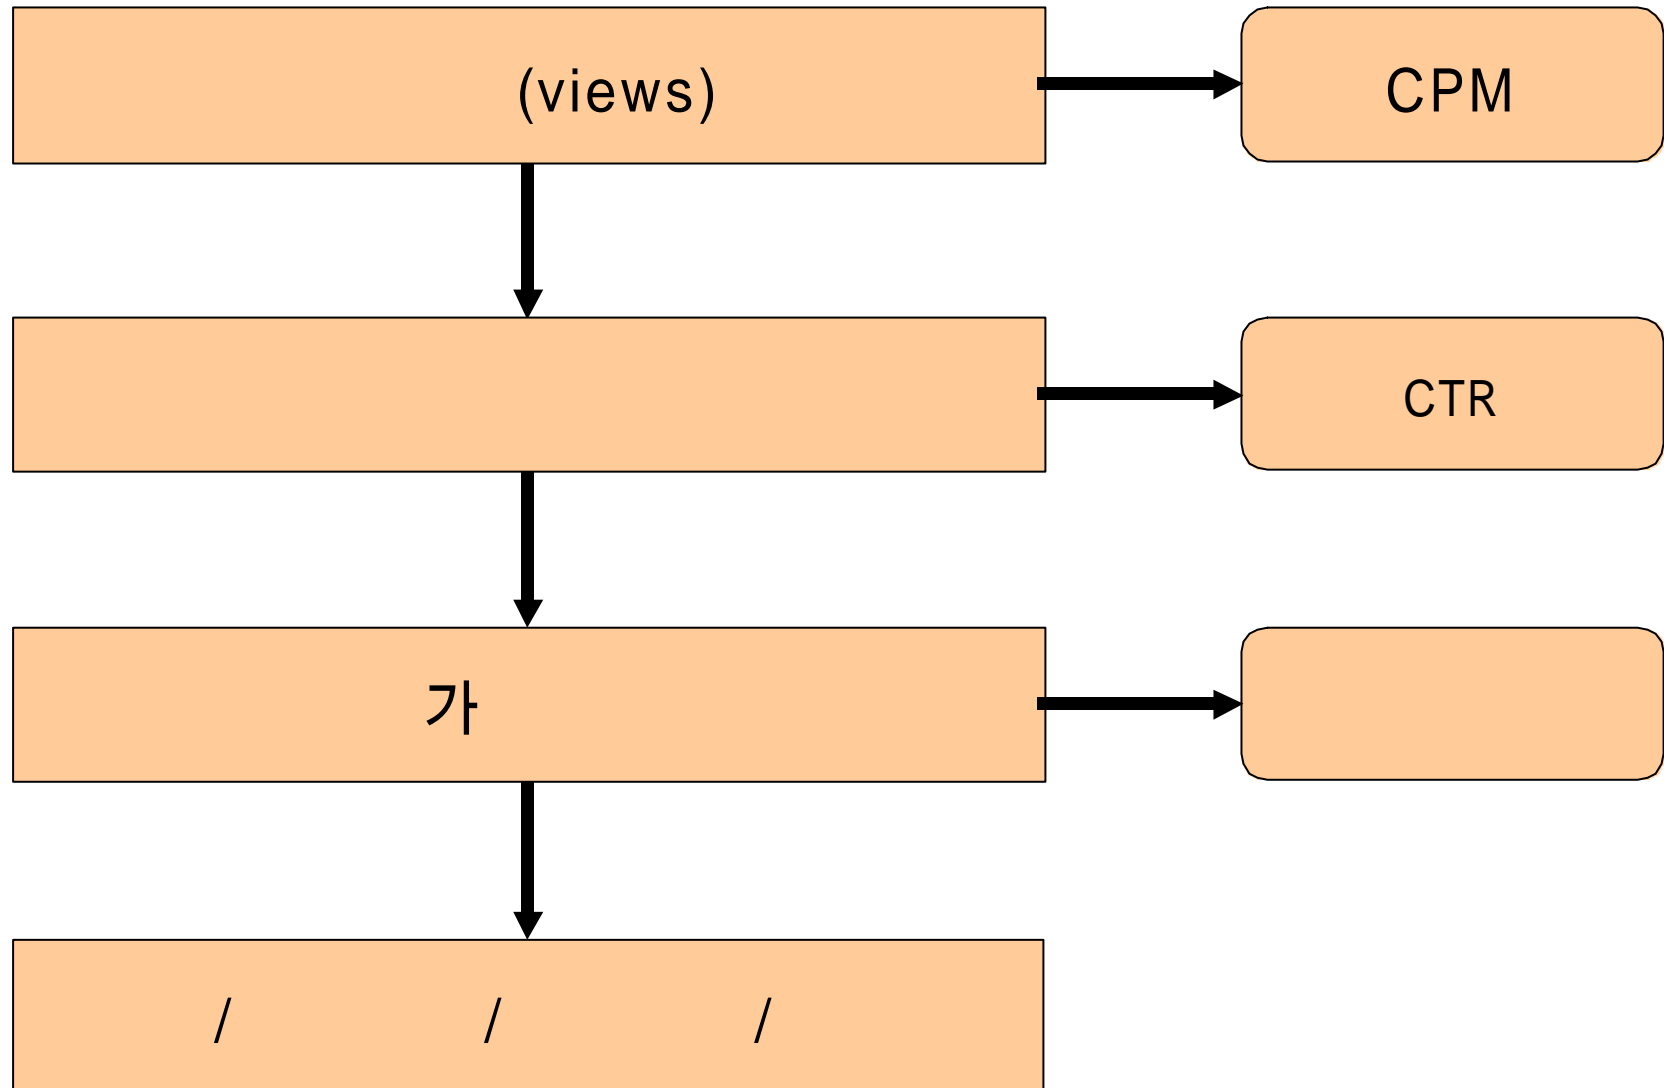 (views)
CPM
CTR
가
/ / /